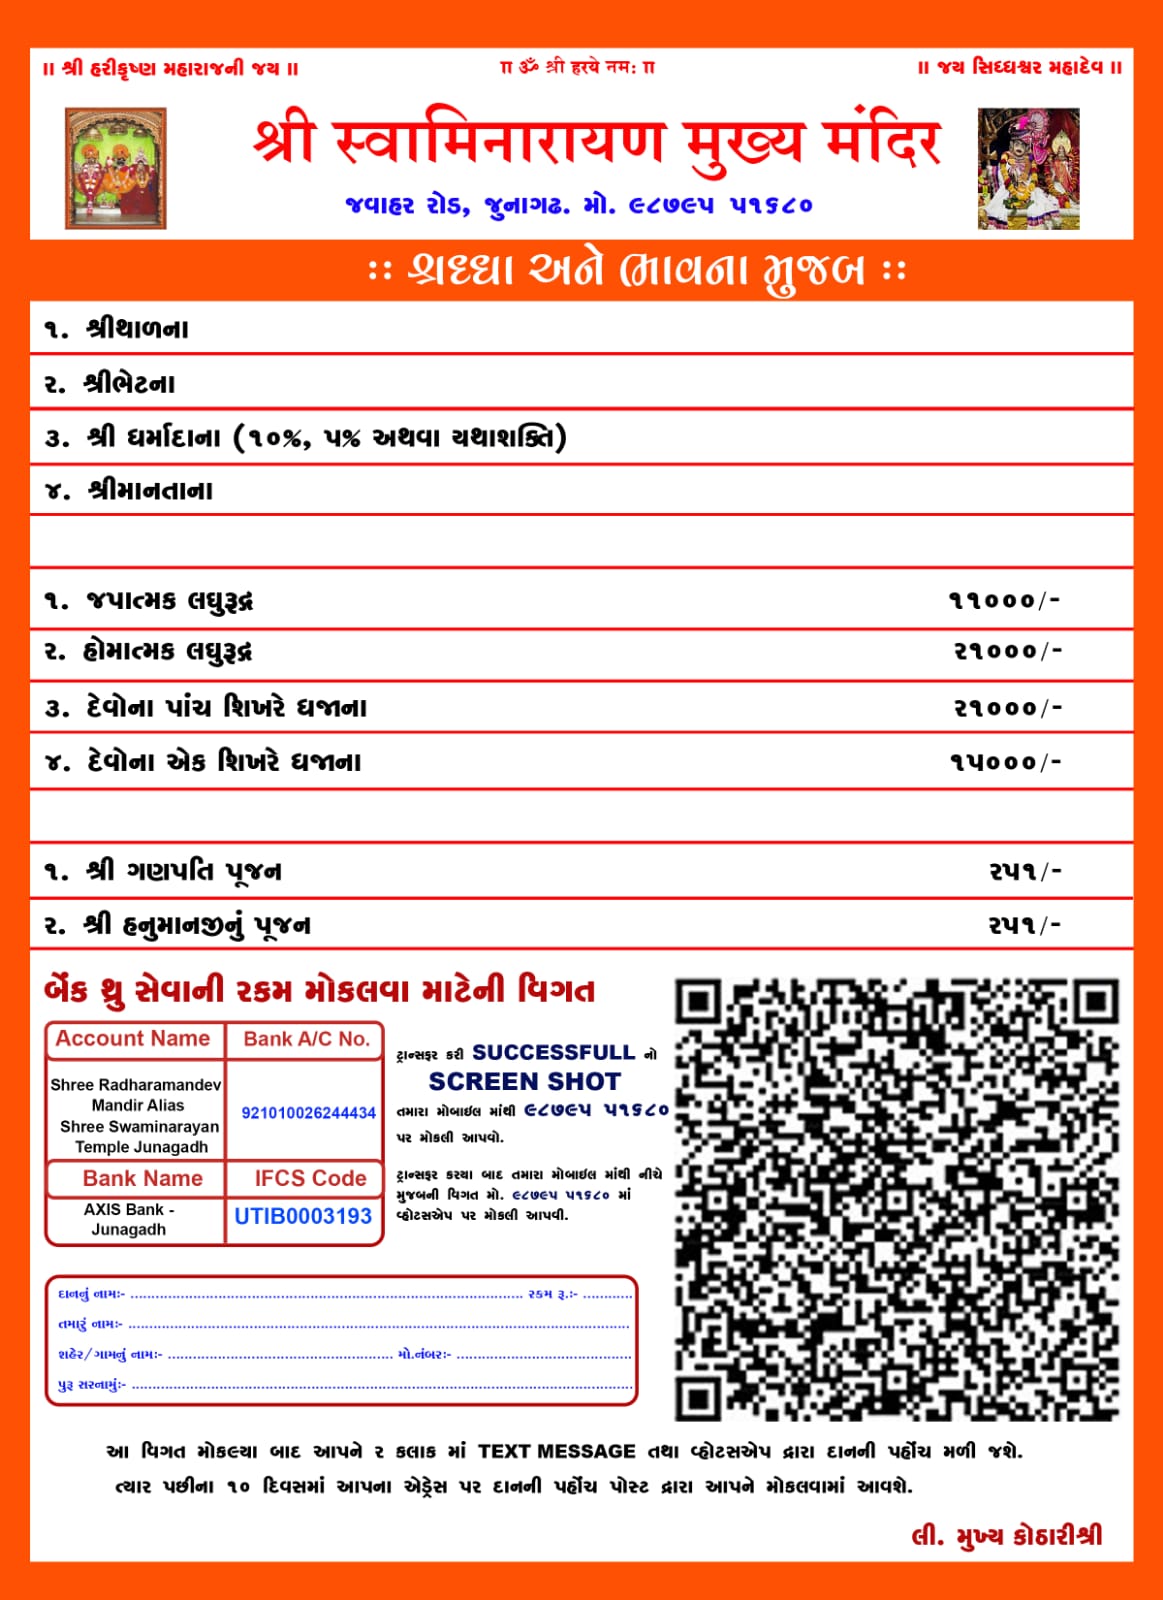 ॥ શ્રી હરીકૃષ્ણ મહારાજની જય ॥
॥ ॐ श्री हरये नम: ॥
॥ જય સિધ્ધેશ્વર મહાદેવ ॥
श्री स्वामिनारायण मुख्य मंदिर
જવાહર રોડ, જુનાગઢ. મો. ૯૮૭૯૫ ૫૧૬૮૦
:: શ્રધ્ધા અને ભાવના મુજબ ::
૧. શ્રીથાળના
૨. શ્રીભેટના
૩. શ્રી ધર્માદાના (૧૦%, ૫% અથવા યથાશક્તિ)
૪. શ્રીમાનતાના
૧. જપાત્મક લઘુરૂદ્ર ૧૧૦૦૦/-
૨. હોમાત્મક લઘુરૂદ્ર ૨૧૦૦૦/-
૩. દેવોના પાંચ શિખરે ધજાના ૨૧૦૦૦/-
૪. દેવોના એક શિખરે ધજાના ૧૫૦૦૦/-
૧. શ્રી ગણપતિ પૂજન ૨૫૧/-
૨. શ્રી હનુમાનજીનું પૂજન ૨૫૧/-
બેંક થ્રુ સેવાની રકમ મોકલવા માટેની વિગત
Account Name Bank A/C No.
Shree Radharamandev
Mandir Alias
Shree Swaminarayan
Temple Junagadh
921010026244434
Bank Name IFCS Code
AXIS Bank -
Junagadh
UTIB0003193
ટ્રાન્સફર કરી SUCCESSFULL નો
SCREEN SHOT
તમારા મોબાઈલ માંથી ૯૮૭૯૫ ૫૧૬૮૦
પર મોકલી આપવો.
ટ્રાન્સફર કરયા બાદ તમારા મોબાઈલ માંથી નીચે
મુજબની વિગત મો. ૯૮૭૯૫ ૫૧૬૮૦ માં
વ્હોટસએપ પર મોકલી આપવી.
દાનનું નામ:- ........................ રકમ રૂ.:- ............
તમારું નામ:- ........................
શહેર/ગામનું નામ:- ........................ મો.નંબર:- ........................
પુરૂ સરનામું:- ........................
આ વિગત મોકલ્યા બાદ આપને ૨ કલાક માં TEXT MESSAGE તથા વ્હોટસએપ દ્વારા દાનની પહોંચ મળી જશે.
ત્યાર પછીના ૧૦ દિવસમાં આપના એડ્રેસ પર દાનની પહોંચ પોસ્ટ દ્વારા આપને મોકલવામાં આવશે.
લી. મુખ્ય કોઠારીશ્રી